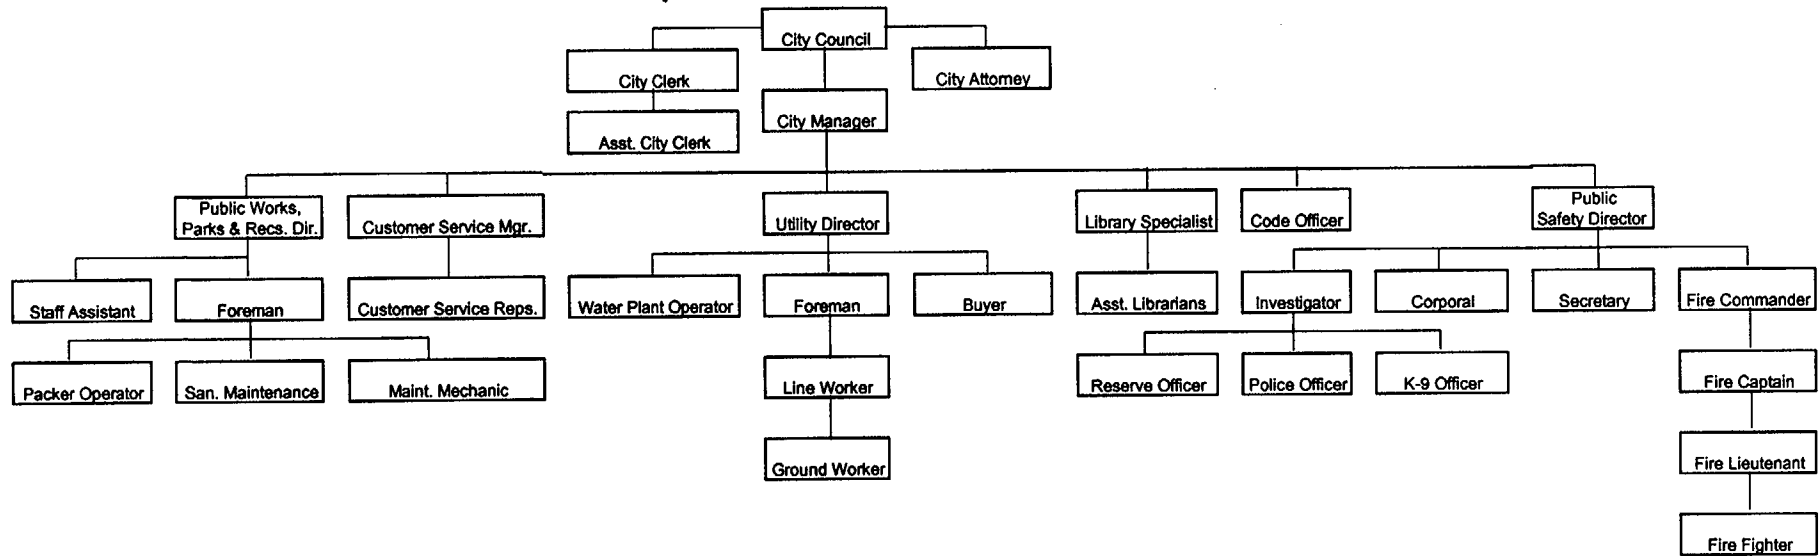 City Council
City Clerk
City Attorney
City Manager
Asst. City Clerk
Public Works,
Parks & Recs. Dir.
Customer Service Mgr.
Utility Director
Library Specialist
Code Officer
Public
Safety Director
Staff Assistant
Foreman
Customer Service Reps.
Water Plant Operator
Foreman
Buyer
Asst. Librarians
Investigator
Corporal
Secretary
Fire Commander
Packer Operator
San. Maintenance
Maint. Mechanic
Line Worker
Reserve Officer
Police Officer
K-9 Officer
Fire Captain
Ground Worker
Fire Lieutenant
Fire Fighter